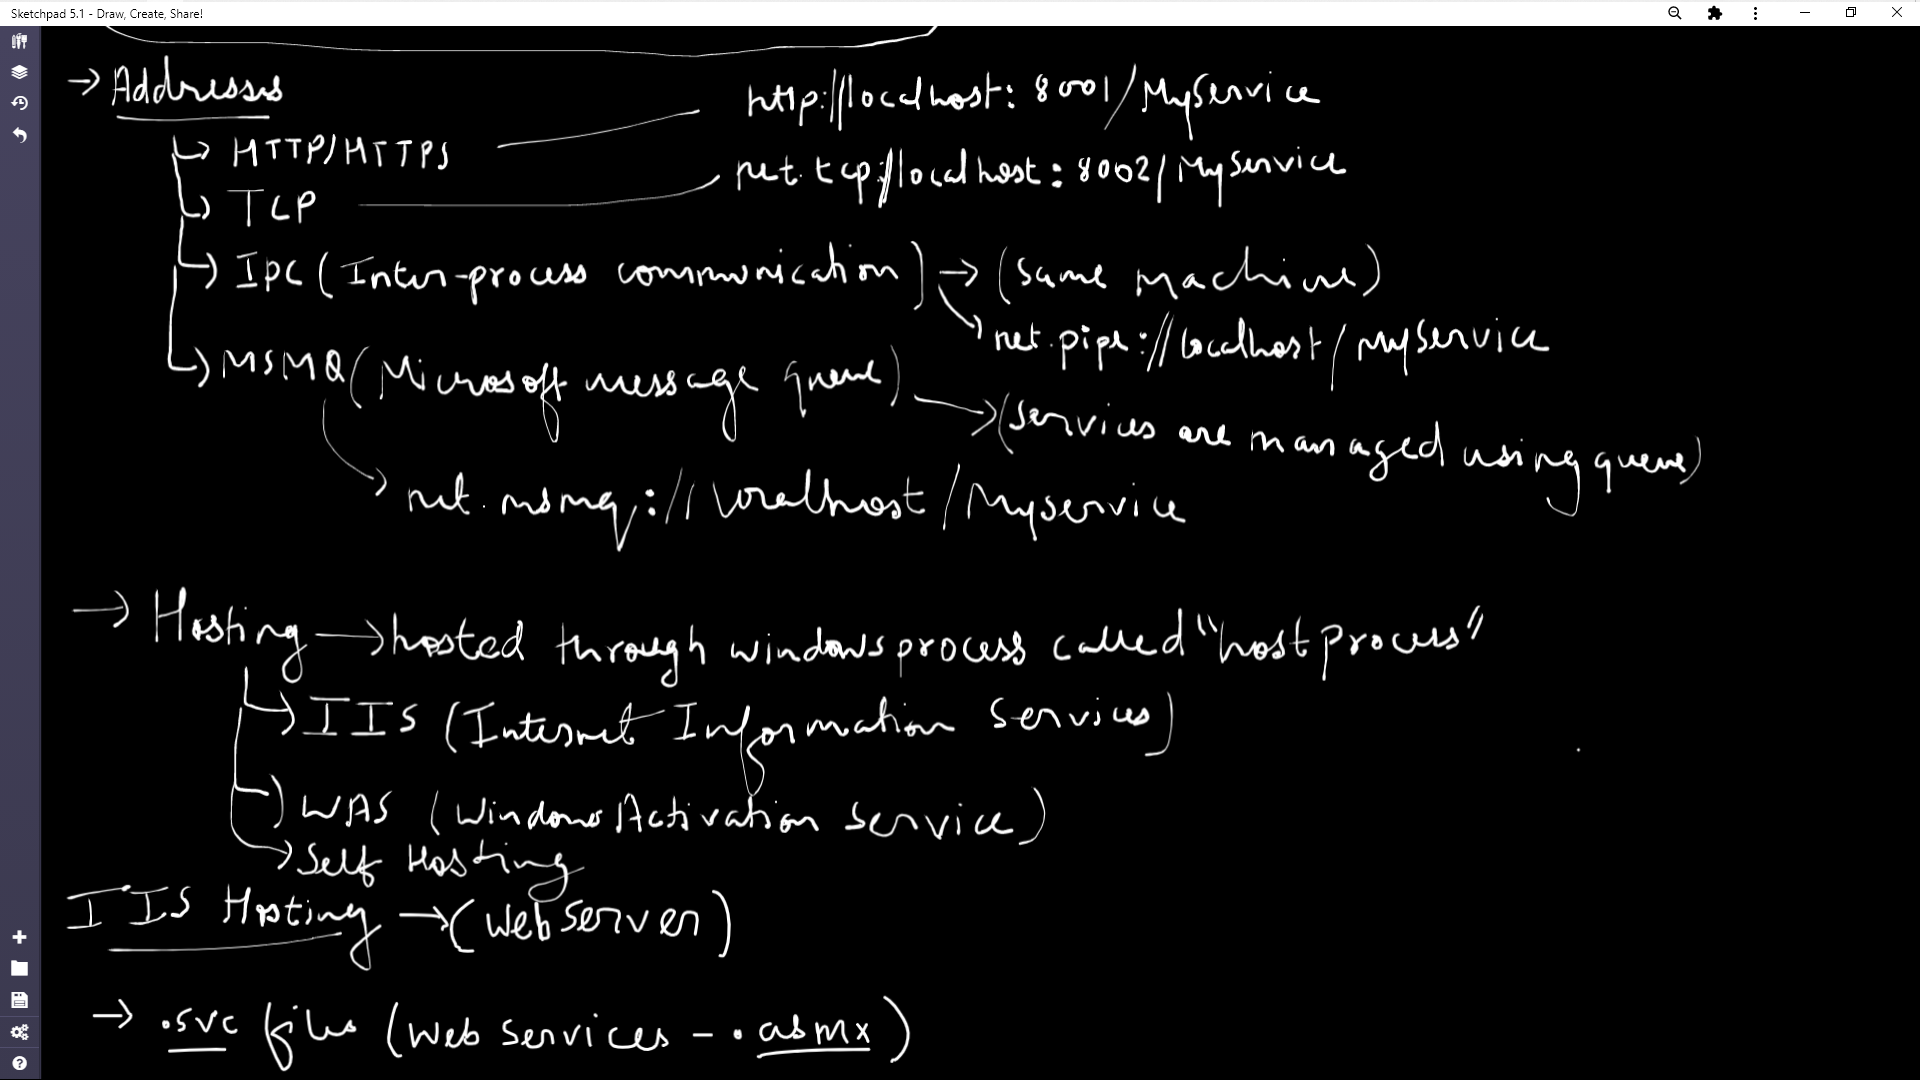 Sketchpad 5.1 - Draw, Create, Share!
→ Addresses
http://localhost: 8001/MyService
→ HTTP/HTTPS
net.tcp://localhost: 8002/MyService
→ TCP
→ IPC (Inter-process communication) → (same machine)
net.pipe://localhost/MyService
→ MSMQ (Microsoft message queue)
→ (services are managed using queue)
→ net.msmq://localhost/Myservice
→ Hosting → hosted through windows process called "host process"
→ IIS (Internet Information Services)
→ WAS (Windows Activation Service)
→ Self Hosting
IIS Hosting → (Web Server)
→ .svc files (Web Services - .asmx)